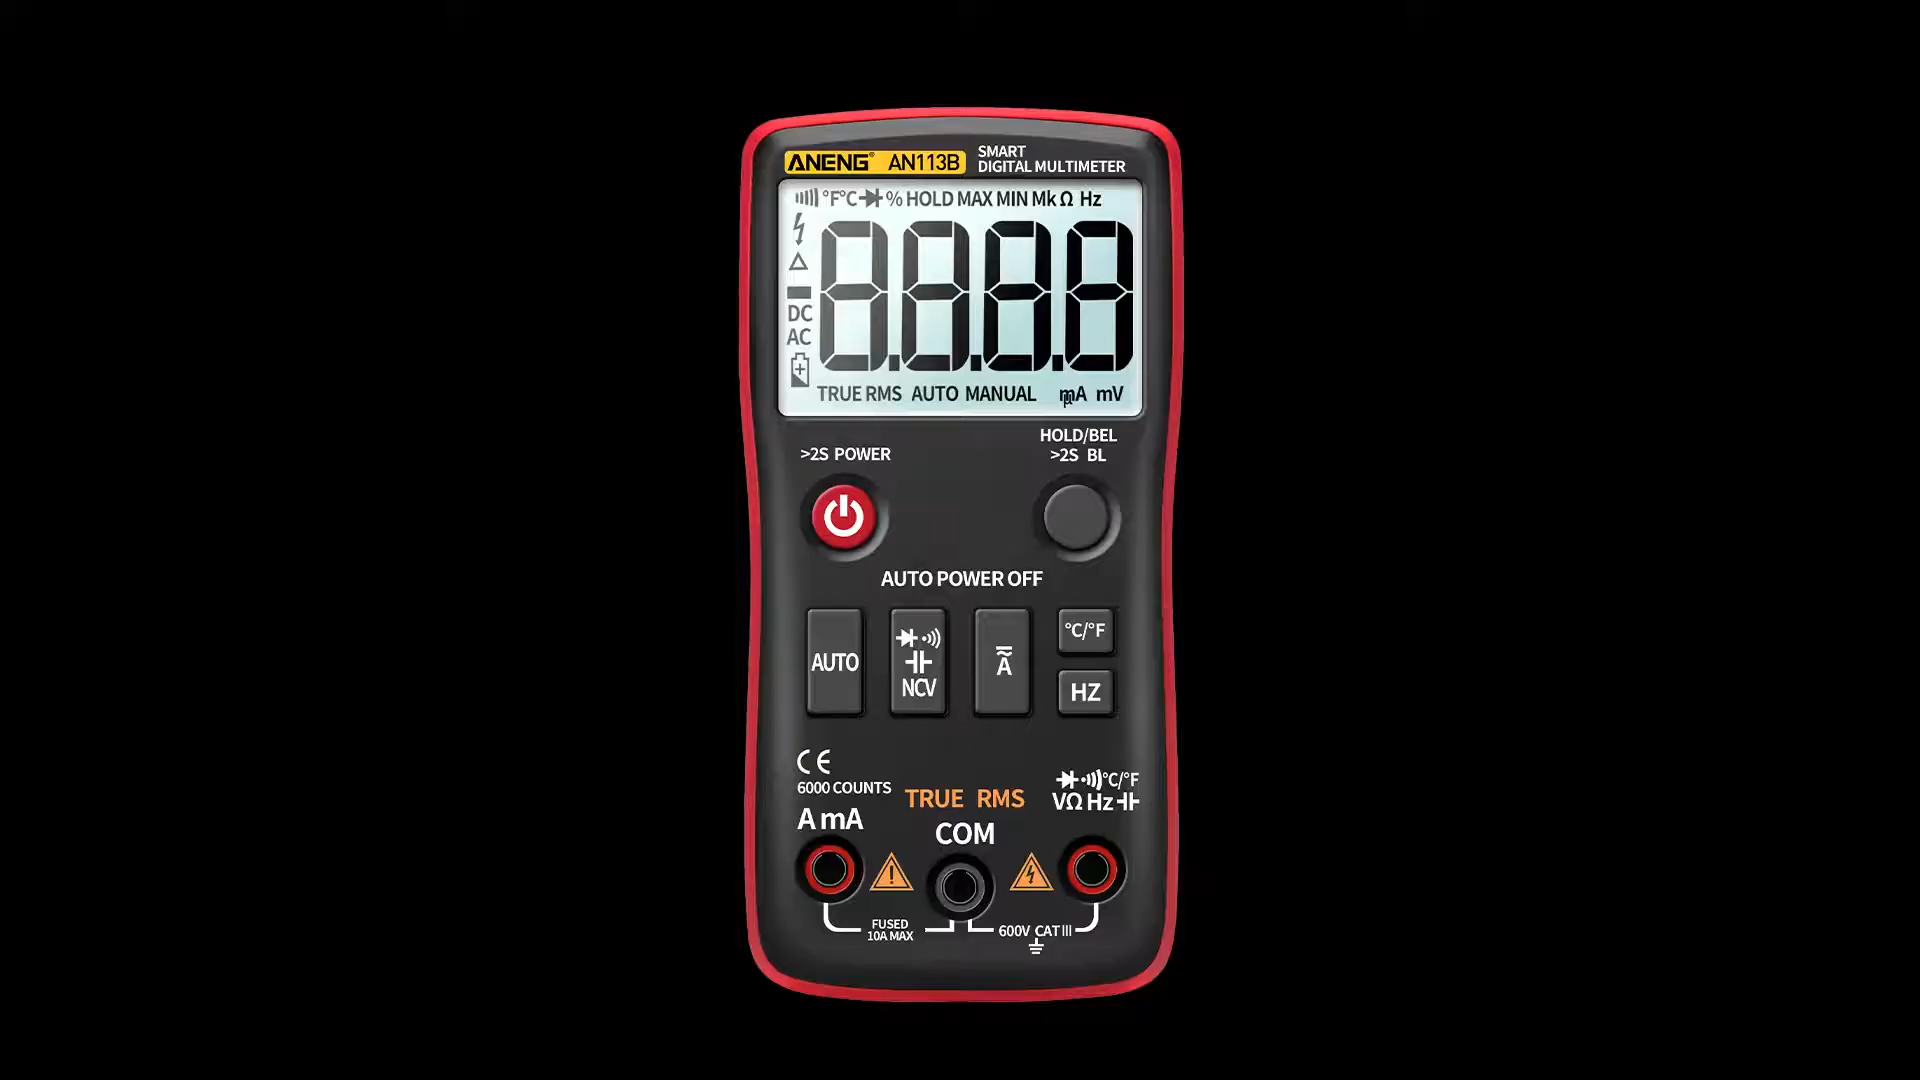 ANENG® AN113B
SMART
DIGITAL MULTIMETER
°F°C % HOLD MAX MIN MkΩ Hz
8.8.8.8
DC
AC
TRUE RMS AUTO MANUAL mµA mV
>2S POWER
HOLD/BEL
>2S BL
AUTO POWER OFF
AUTO
NCV
A
°C/°F
HZ
CE
6000 COUNTS
A mA
TRUE RMS
COM
°C/°F
VΩ Hz
FUSED
10A MAX
600V CAT III